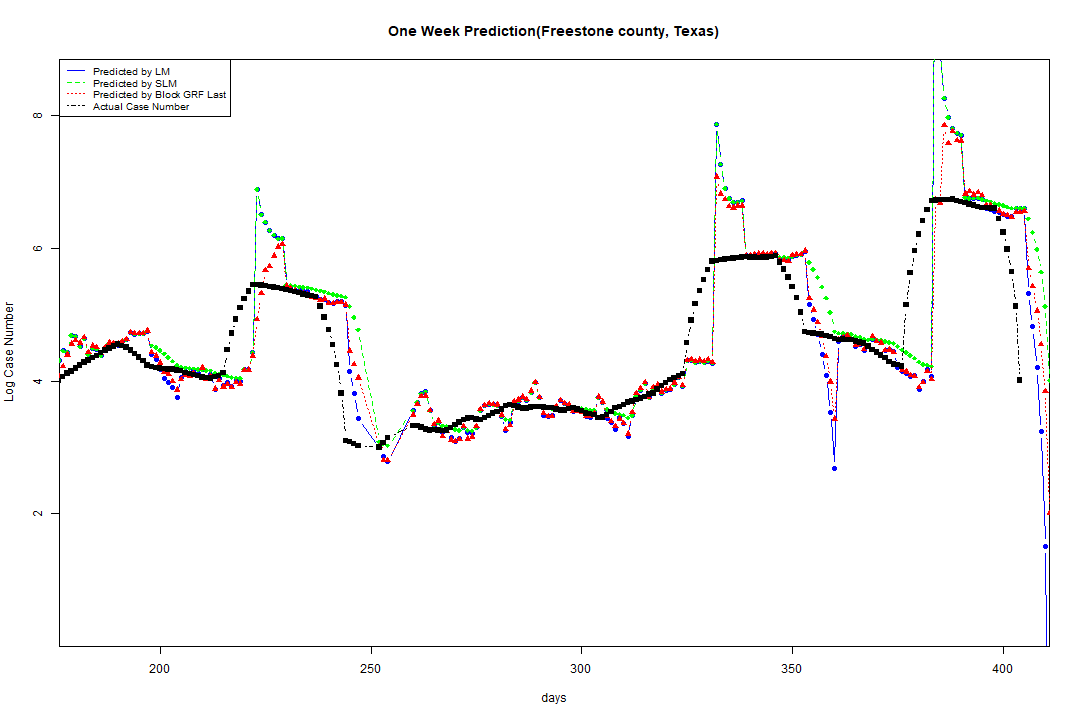 One Week Prediction(Freestone county, Texas)
Predicted by LM
Predicted by SLM
Predicted by Block GRF Last
Actual Case Number
8
6
4
2
Log Case Number
200 250 300 350 400
days